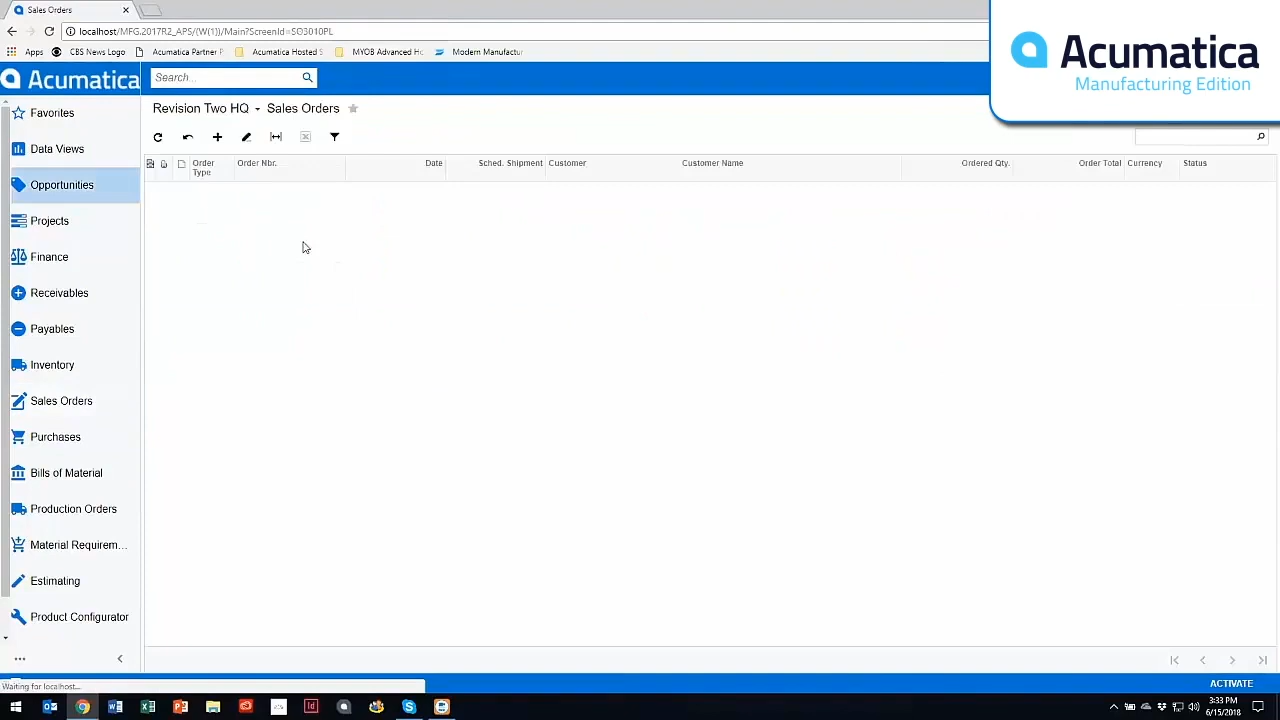 Sales Orders
localhost/MFG.2017R2_APS/(W(1))/Main?ScreenId=SO3010PL
Apps
CBS News Logo
Acumatica Partner P
Acumatica Hosted S
MYOB Advanced Ho
Modern Manufactur
Acumatica
Manufacturing Edition
Acumatica
Search...
Revision Two HQ
Sales Orders
Order Type
Order Nbr.
Date
Sched. Shipment
Customer
Customer Name
Ordered Qty.
Order Total
Currency
Status
Favorites
Data Views
Opportunities
Projects
Finance
Receivables
Payables
Inventory
Sales Orders
Purchases
Bills of Material
Production Orders
Material Requirem...
Estimating
Product Configurator
Waiting for localhost...
ACTIVATE
3:33 PM
6/15/2018